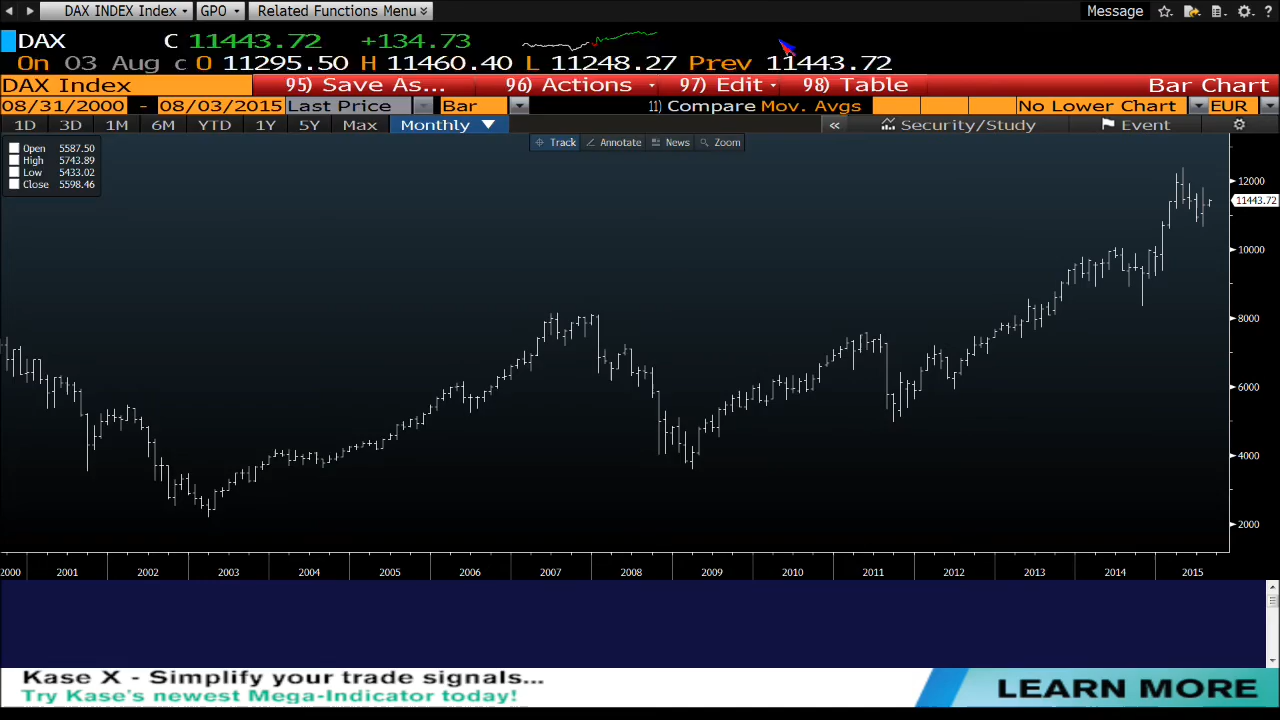 DAX INDEX Index GPO Related Functions Menu Message ?
DAX C 11443.72 +134.73
On 03 Aug c O 11295.50 H 11460.40 L 11248.27 Prev 11443.72
DAX Index 95) Save As... 96) Actions 97) Edit 98) Table Bar Chart
08/31/2000 - 08/03/2015 Last Price Bar 11) Compare Mov. Avgs No Lower Chart EUR
1D 3D 1M 6M YTD 1Y 5Y Max Monthly « Security/Study Event
Track Annotate News Zoom
Open 5587.50
High 5743.89
Low 5433.02
Close 5598.46
12000
11443.72
10000
8000
6000
4000
2000
2000 2001 2002 2003 2004 2005 2006 2007 2008 2009 2010 2011 2012 2013 2014 2015
Kase X - Simplify your trade signals...
Try Kase's newest Mega-Indicator today!
LEARN MORE